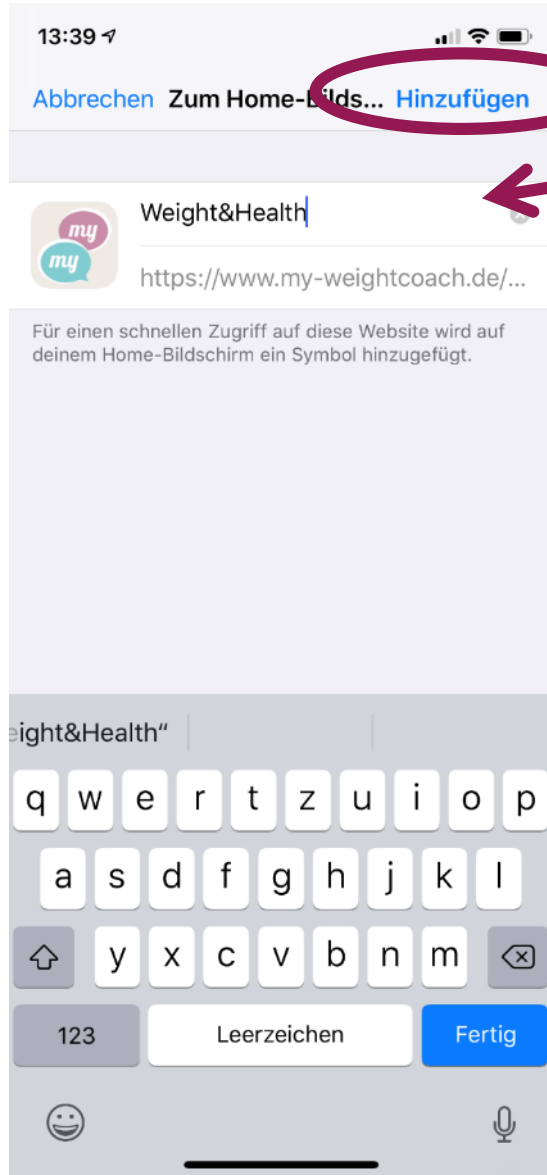 13:39
Abbrechen Zum Home-Bilds... Hinzufügen
my
my
Weight&Health
https://www.my-weightcoach.de/...
Für einen schnellen Zugriff auf diese Website wird auf
deinem Home-Bildschirm ein Symbol hinzugefügt.
eight&Health“
q w e r t z u i o p
a s d f g h j k l
y x c v b n m
123 Leerzeichen Fertig